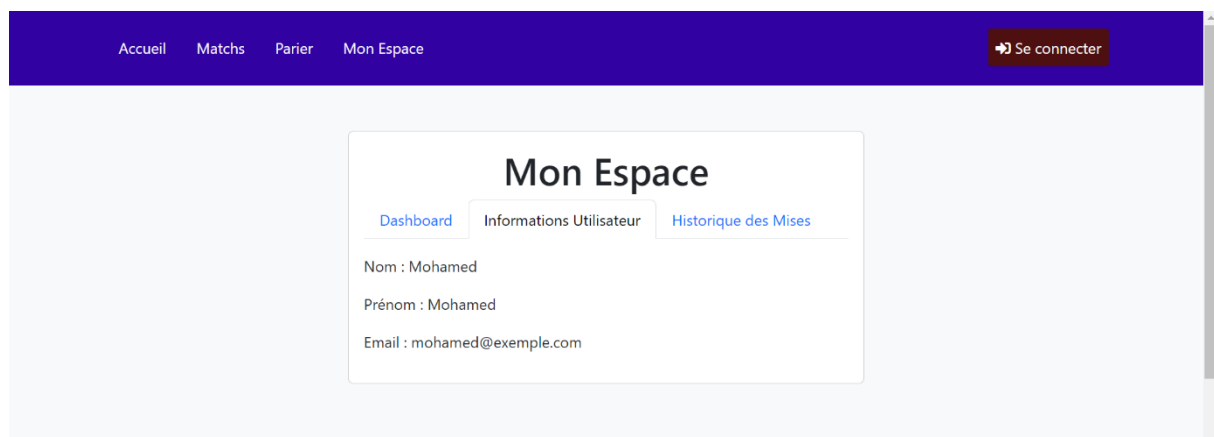 Accueil Matchs Parier Mon Espace Se connecter
Mon Espace
Dashboard Informations Utilisateur Historique des Mises
Nom : Mohamed
Prénom : Mohamed
Email : mohamed@exemple.com